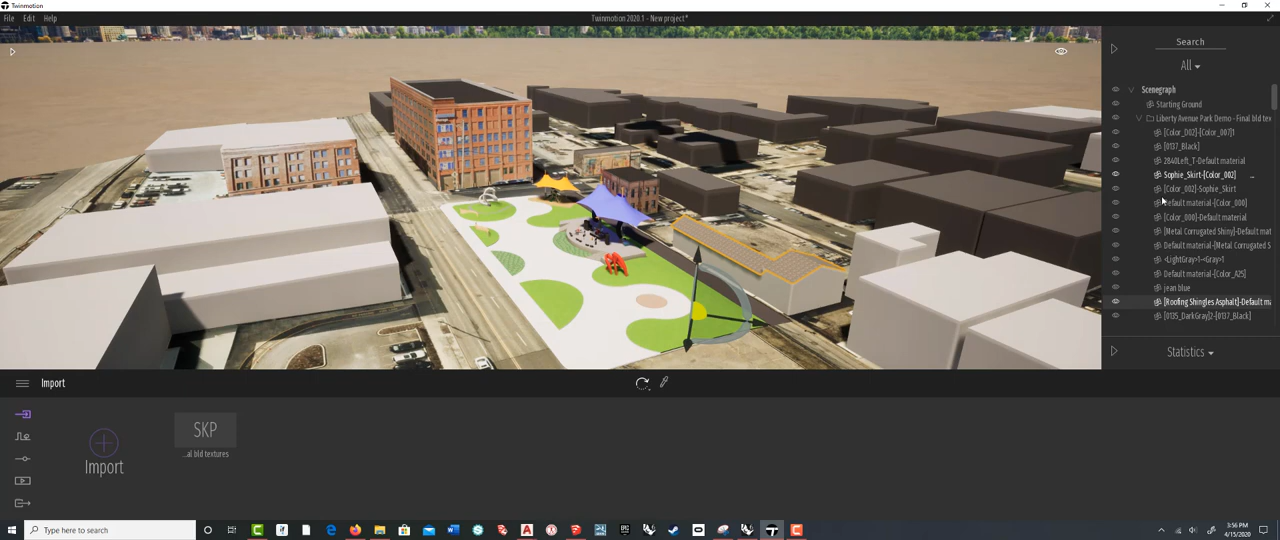 Twinmotion
File Edit Help
Twinmotion 2020.1 - New project*
Search
All
Scenegraph
Starting Ground
Liberty Avenue Park Demo - Final bld tex
[Color_D02]-[Color_007]1
[0137_Black]
2840Left_T-Default material
Sophie_Skirt-[Color_002]
[Color_002]-Sophie_Skirt
Default material-[Color_000]
[Color_000]-Default material
[Metal Corrugated Shiny]-Default mat
Default material-[Metal Corrugated S
<LightGray>1-<Gray>1
Default material-[Color_A25]
jean blue
[Roofing Shingles Asphalt]-Default ma
[0135_DarkGray]2-[0137_Black]
Statistics
Import
SKP
...al bld textures
Import
Type here to search
3:56 PM
4/15/2020